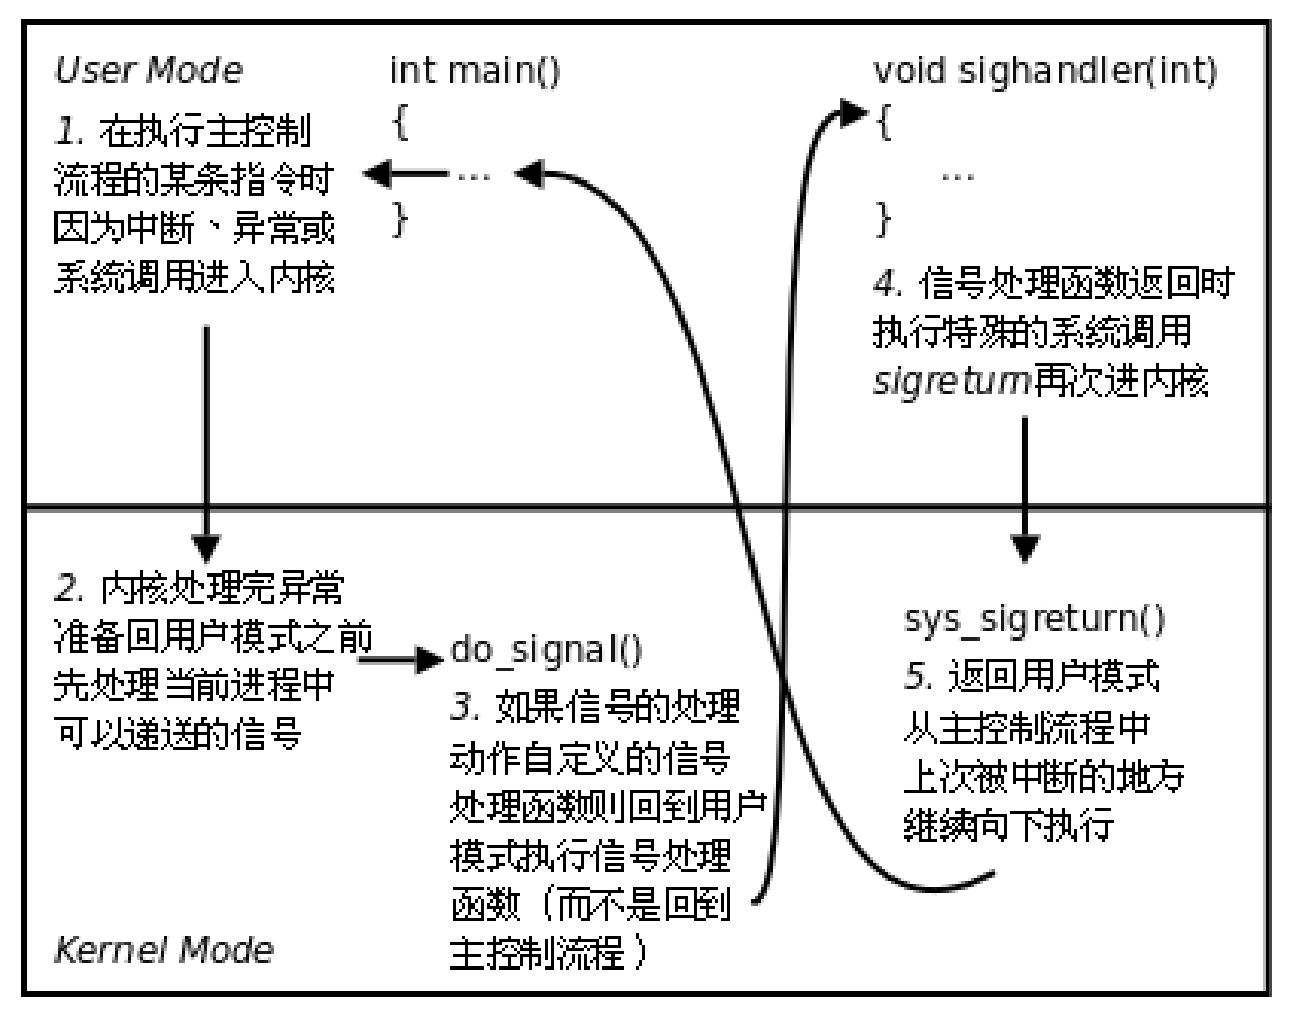 User Mode
1. 在执行主控制
流程的某条指令时
因为中断、异常或
系统调用进入内核
int main()
{
...
}
void sighandler(int)
{
...
}
4. 信号处理函数返回时
执行特殊的系统调用
sigreturn再次进内核
2. 内核处理完异常
准备回用户模式之前
先处理当前进程中
可以递送的信号
do_signal()
3. 如果信号的处理
动作自定义的信号
处理函数则回到用户
模式执行信号处理
函数（而不是回到
主控制流程）
sys_sigreturn()
5. 返回用户模式
从主控制流程中
上次被中断的地方
继续向下执行
Kernel Mode